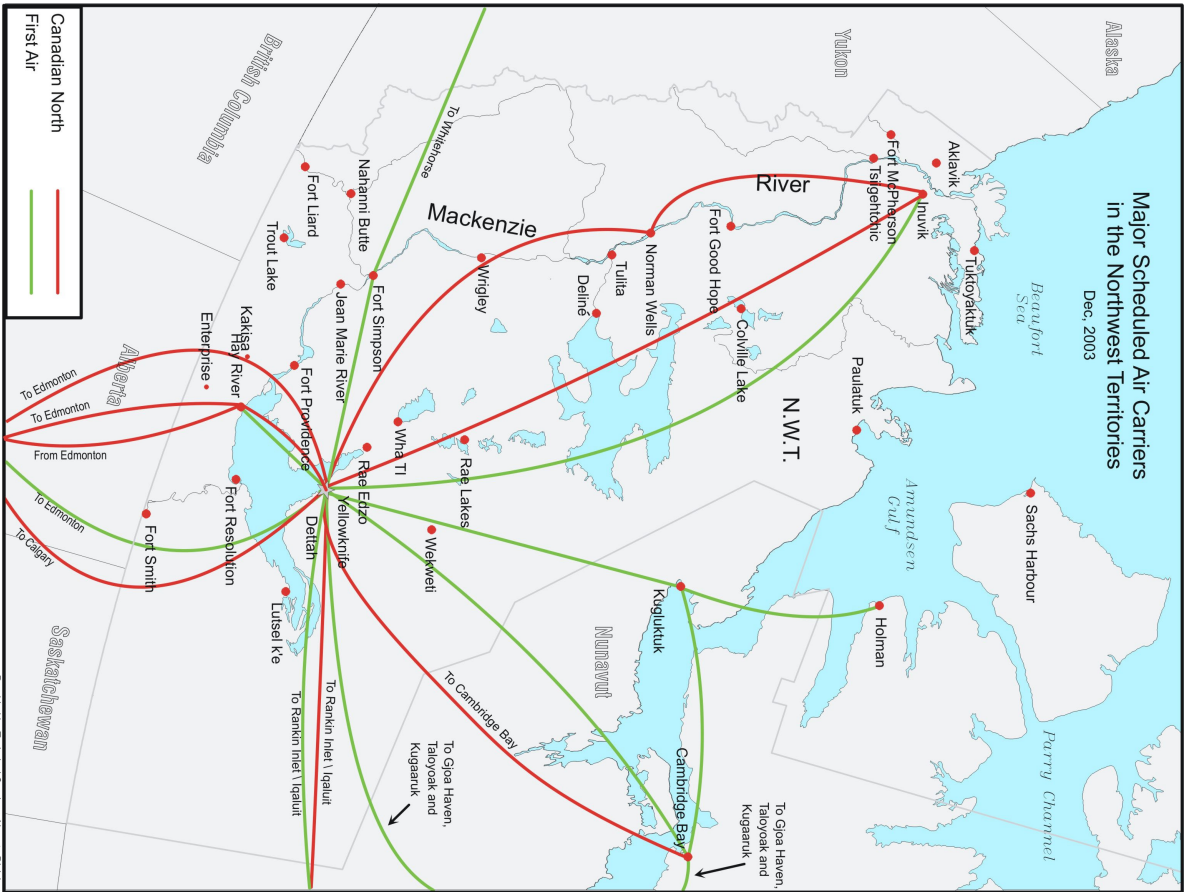 Major Scheduled Air Carriers
in the Northwest Territories
Dec, 2003
Alaska
Yukon
British Columbia
Alberta
Saskatchewan
Nunavut
N.W.T.
Beaufort
Sea
Amundsen
Gulf
Parry Channel
Mackenzie
River
Aklavik
Inuvik
Tuktoyaktuk
Fort McPherson
Tsiigehtchic
Sachs Harbour
Paulatuk
Holman
Fort Good Hope
Colville Lake
Norman Wells
Tulita
Deliné
Wrigley
Kugluktuk
Cambridge Bay
Rae Lakes
Wha TI
Wekweti
Rae Edzo
Yellowknife
Dettah
Fort Simpson
Jean Marie River
Nahanni Butte
Fort Liard
Trout Lake
Fort Providence
Kakisa
Hay River
Enterprise
Fort Resolution
Fort Smith
Lutsel k'e
To Whitehorse
To Edmonton
To Edmonton
From Edmonton
To Edmonton
To Calgary
To Cambridge Bay
To Rankin Inlet \ Iqaluit
To Rankin Inlet \ Iqaluit
To Gjoa Haven,
Taloyoak and
Kugaaruk
To Gjoa Haven,
Taloyoak and
Kugaaruk
Canadian North
First Air